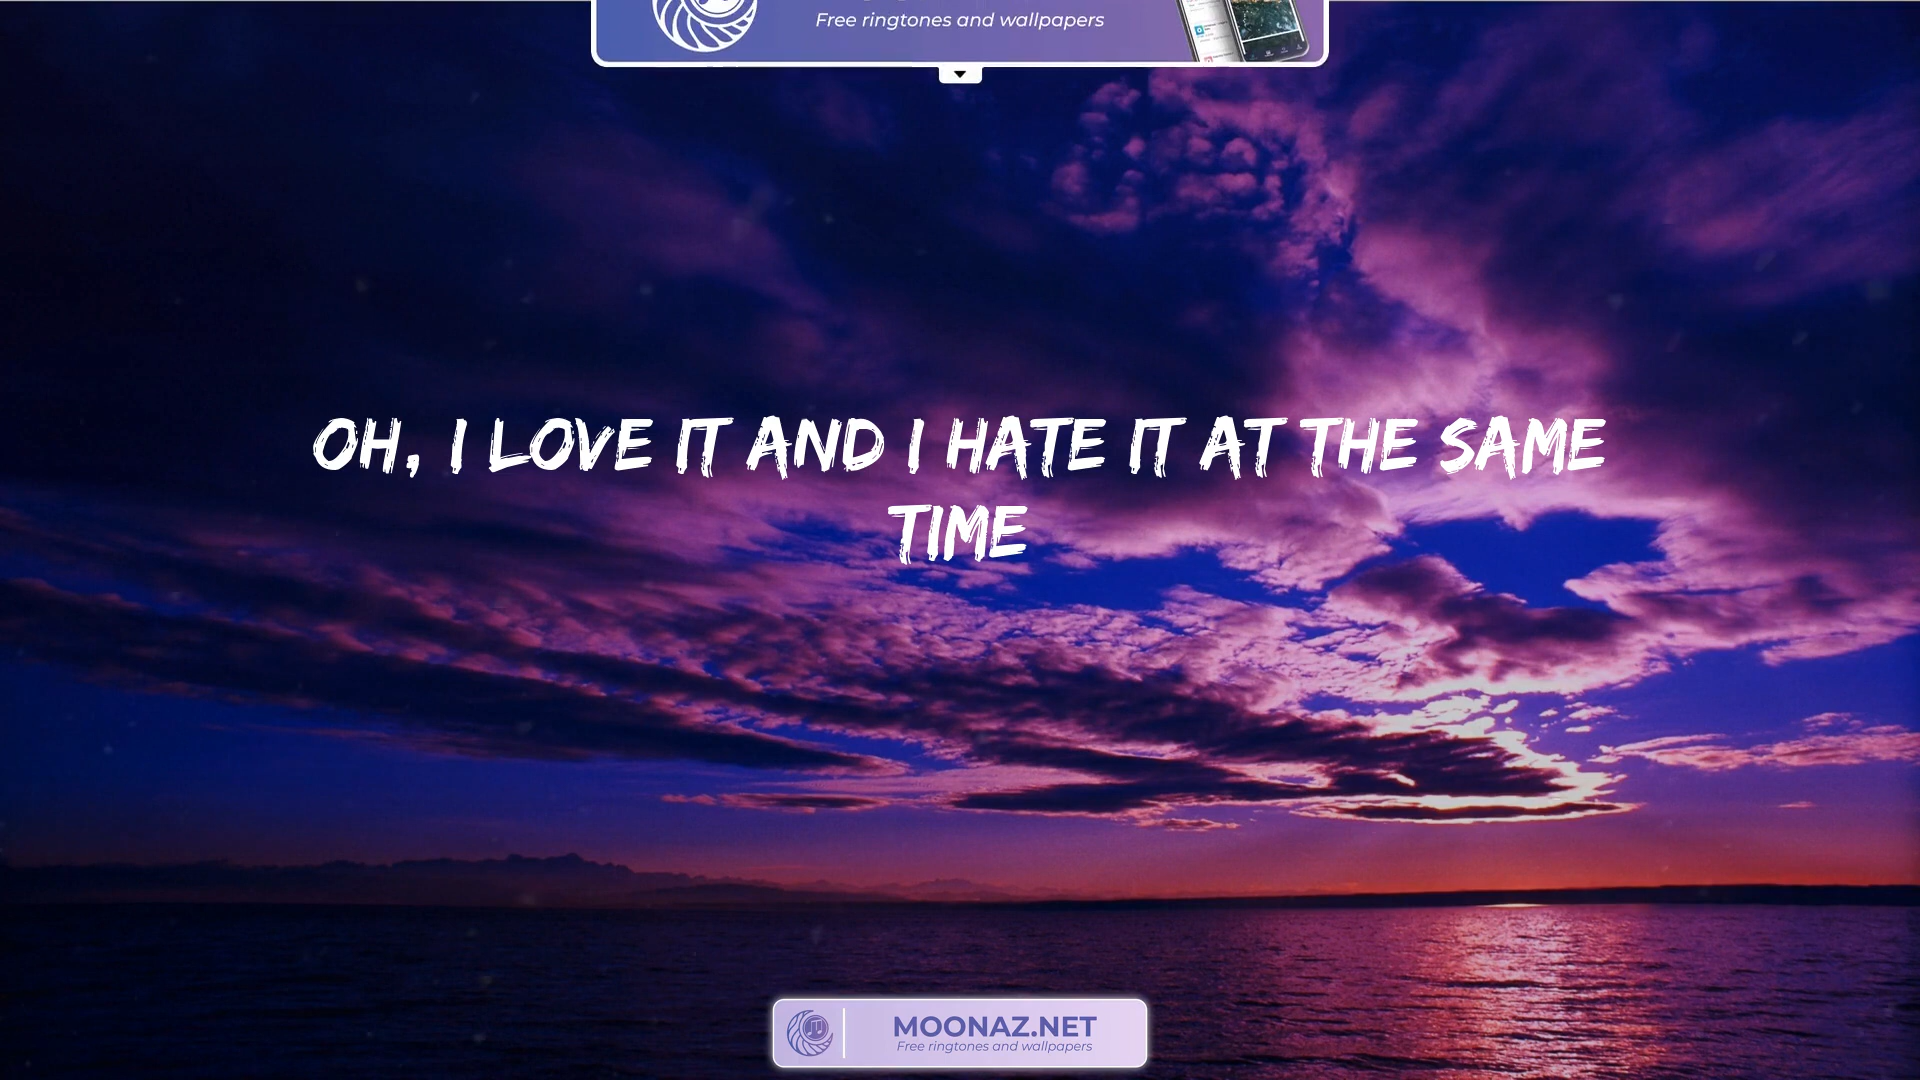 Free ringtones and wallpapers
OH, I LOVE IT AND I HATE IT AT THE SAME
TIME
MOONAZ.NET
Free ringtones and wallpapers